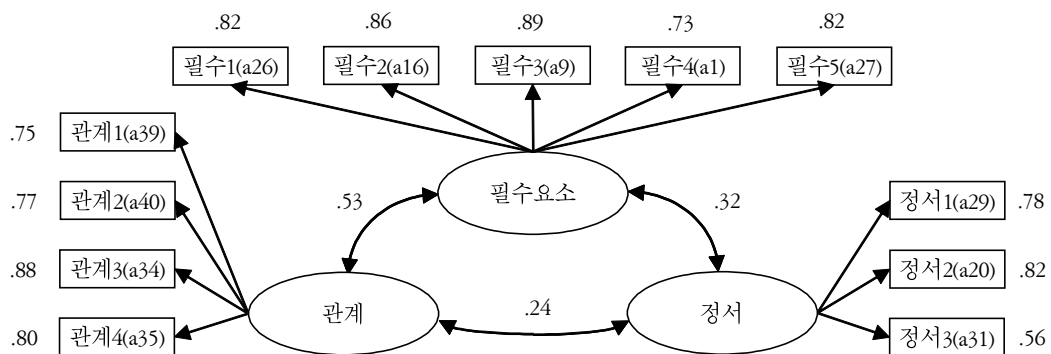 .82 .86 .89 .73 .82
필수1(a26) 필수2(a16) 필수3(a9) 필수4(a1) 필수5(a27)
.75 관계1(a39)
필수요소
.77 관계2(a40) .53 .32 정서1(a29) .78
.88 관계3(a34) 정서2(a20) .82
관계 .24 정서
.80 관계4(a35) 정서3(a31) .56